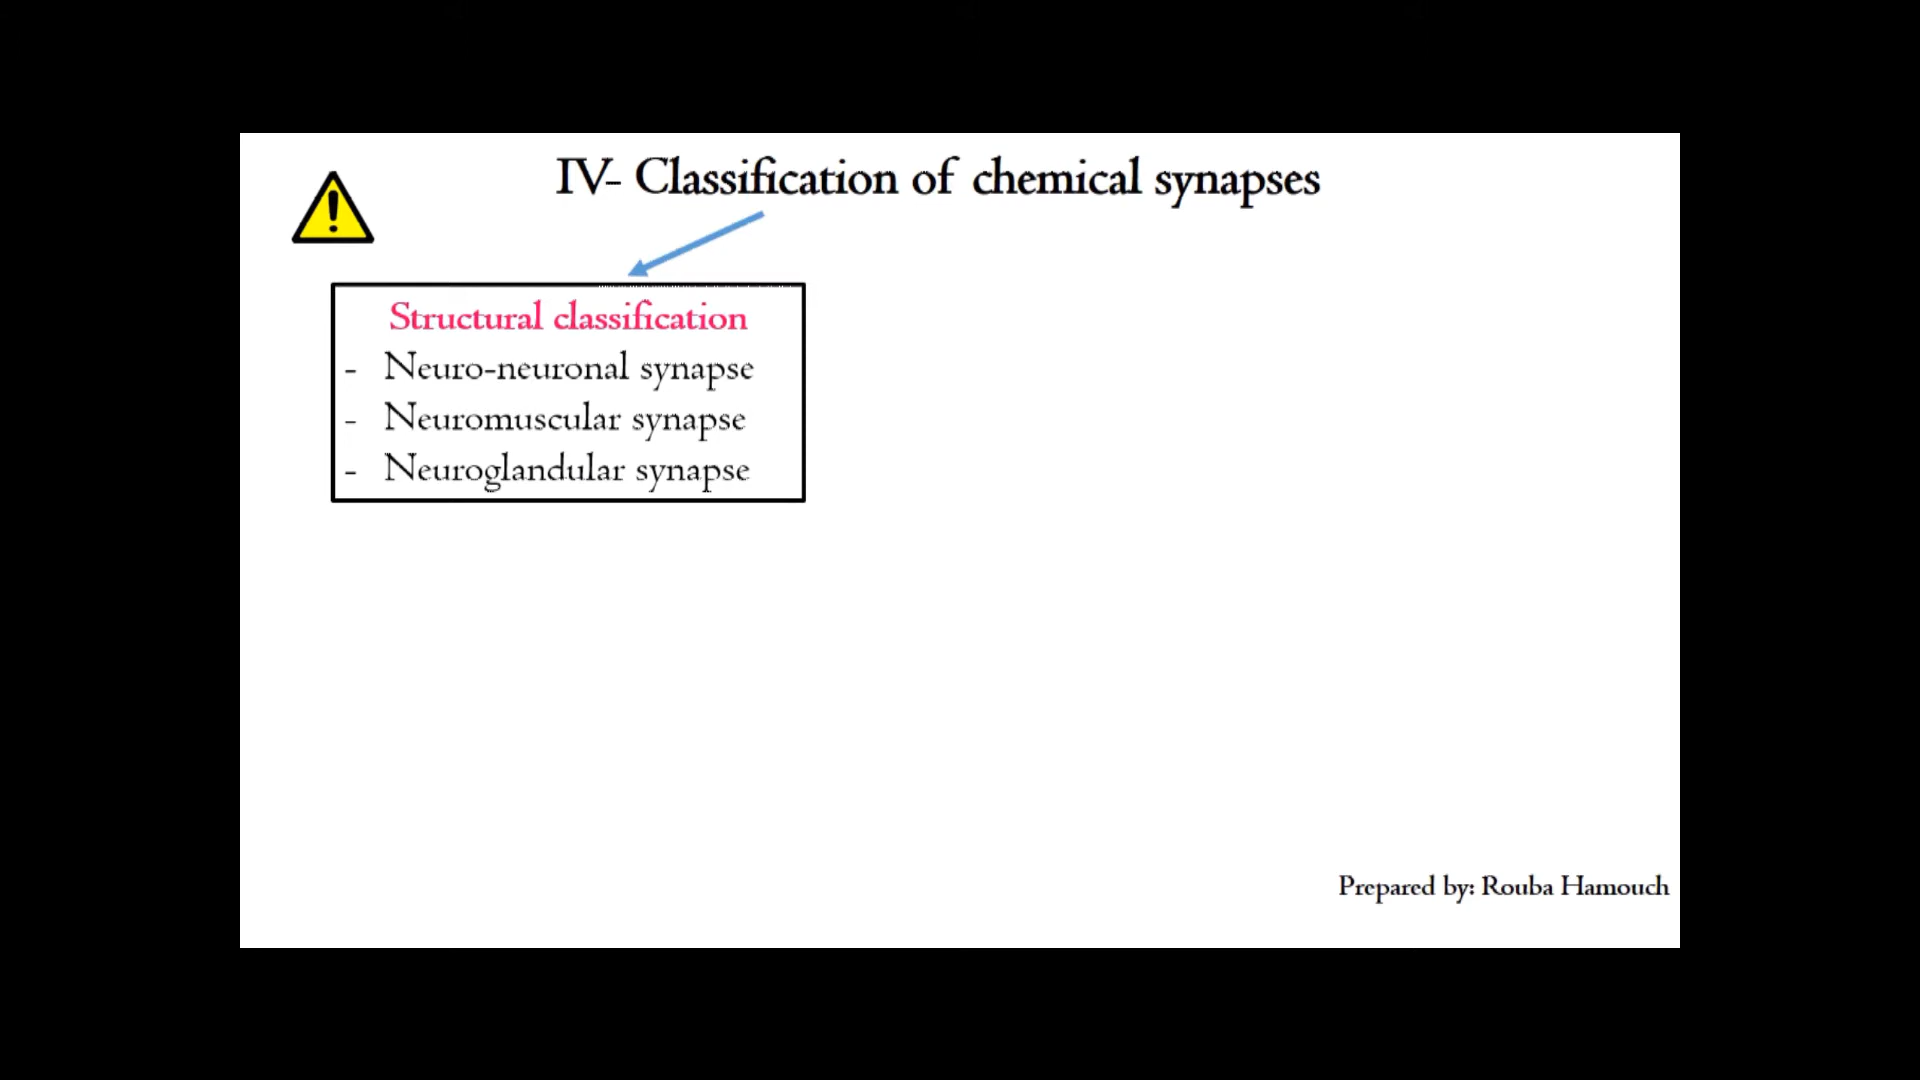 IV- Classification of chemical synapses
Structural classification
- Neuro-neuronal synapse
- Neuromuscular synapse
- Neuroglandular synapse
Prepared by: Rouba Hamouch